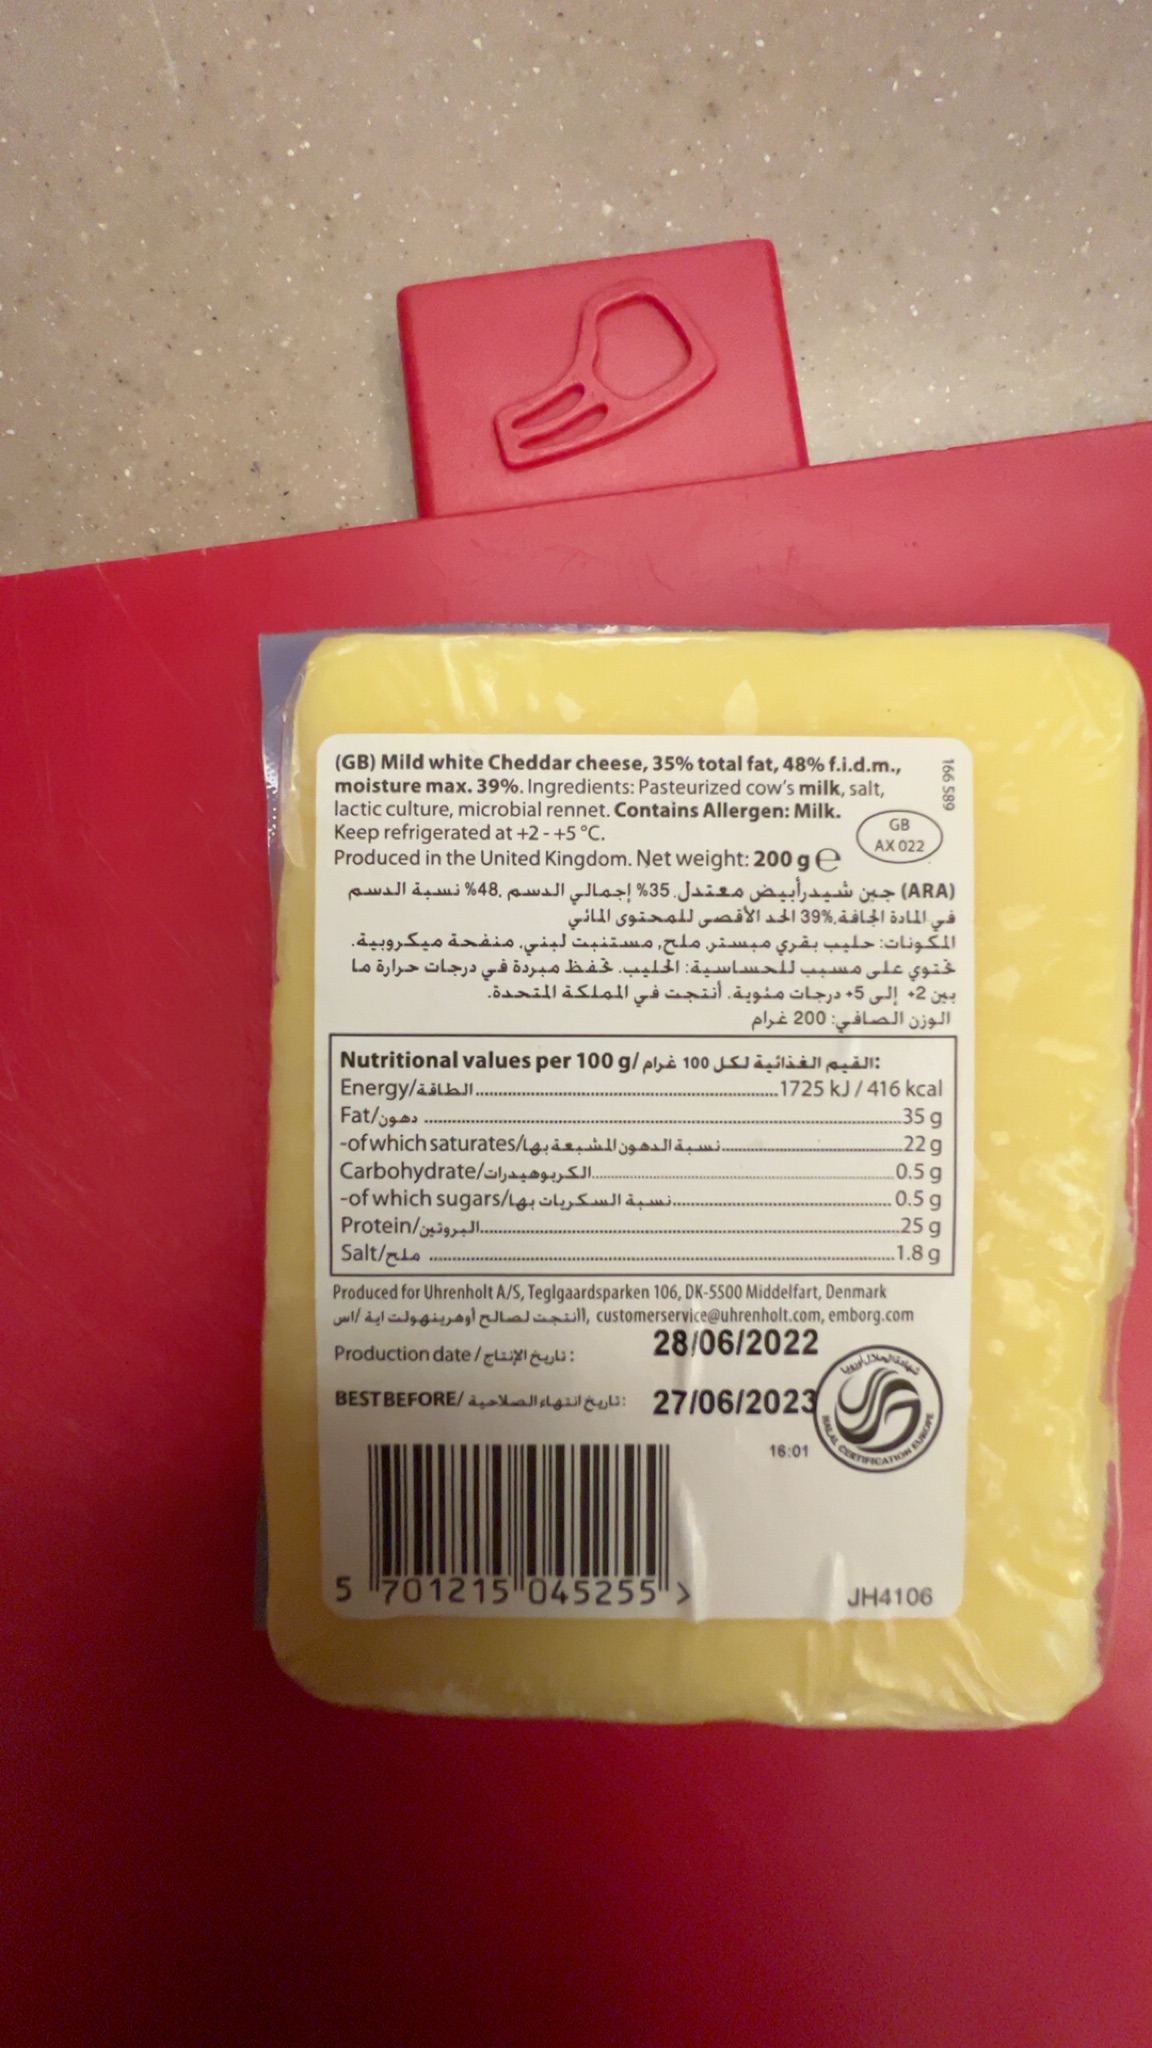 (GB) Mild white Cheddar cheese, 35% total fat, 48% f.i.d.m.,
moisture max. 39%. Ingredients: Pasteurized cow's milk, salt,
lactic culture, microbial rennet. Contains Allergen: Milk.
Keep refrigerated at +2 - +5 °C.
Produced in the United Kingdom. Net weight: 200 g e
166 589
GB
AX 022
(ARA) جبن شيدرأبيض معتدل. 35% إجمالي الدسم .48% نسبة الدسم
في المادة الجافة.39% الحد الأقصى للمحتوى المائي
المكونات: حليب بقري مبستر, ملح, مستنبت لبني, منفحة ميكروبية.
تحتوي على مسبب للحساسية: الحليب. تحفظ مبردة في درجات حرارة ما
بين 2+ إلى 5+ درجات مئوية. أنتجت في المملكة المتحدة.
الوزن الصافي: 200 غرام
Nutritional values per 100 g/ القيم الغذائية لكل 100 غرام:
Energy/الطاقة 1725 kJ / 416 kcal
Fat/دهون 35 g
-of which saturates/نسبة الدهون المشبعة بها 22 g
Carbohydrate/الكربوهيدرات 0.5 g
-of which sugars/نسبة السكريات بها 0.5 g
Protein/البروتين 25 g
Salt/ملح 1.8 g
Produced for Uhrenholt A/S, Teglgaardsparken 106, DK-5500 Middelfart, Denmark
أنتجت لصالح أوهرينهولت اية /اس, customerservice@uhrenholt.com, emborg.com
Production date / تاريخ الإنتاج: 28/06/2022
BEST BEFORE/ تاريخ انتهاء الصلاحية: 27/06/2023
16:01
شهادة الحلال أوروبا
HALAL CERTIFICATION EUROPE
5 701215 045255 >
JH4106